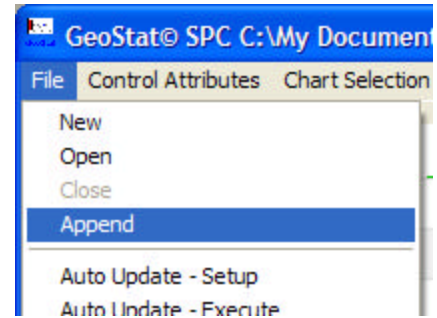 GeoStat© SPC C:\My Document
File Control Attributes Chart Selection
New
Open
Close
Append
Auto Update - Setup
Auto Update - Execute